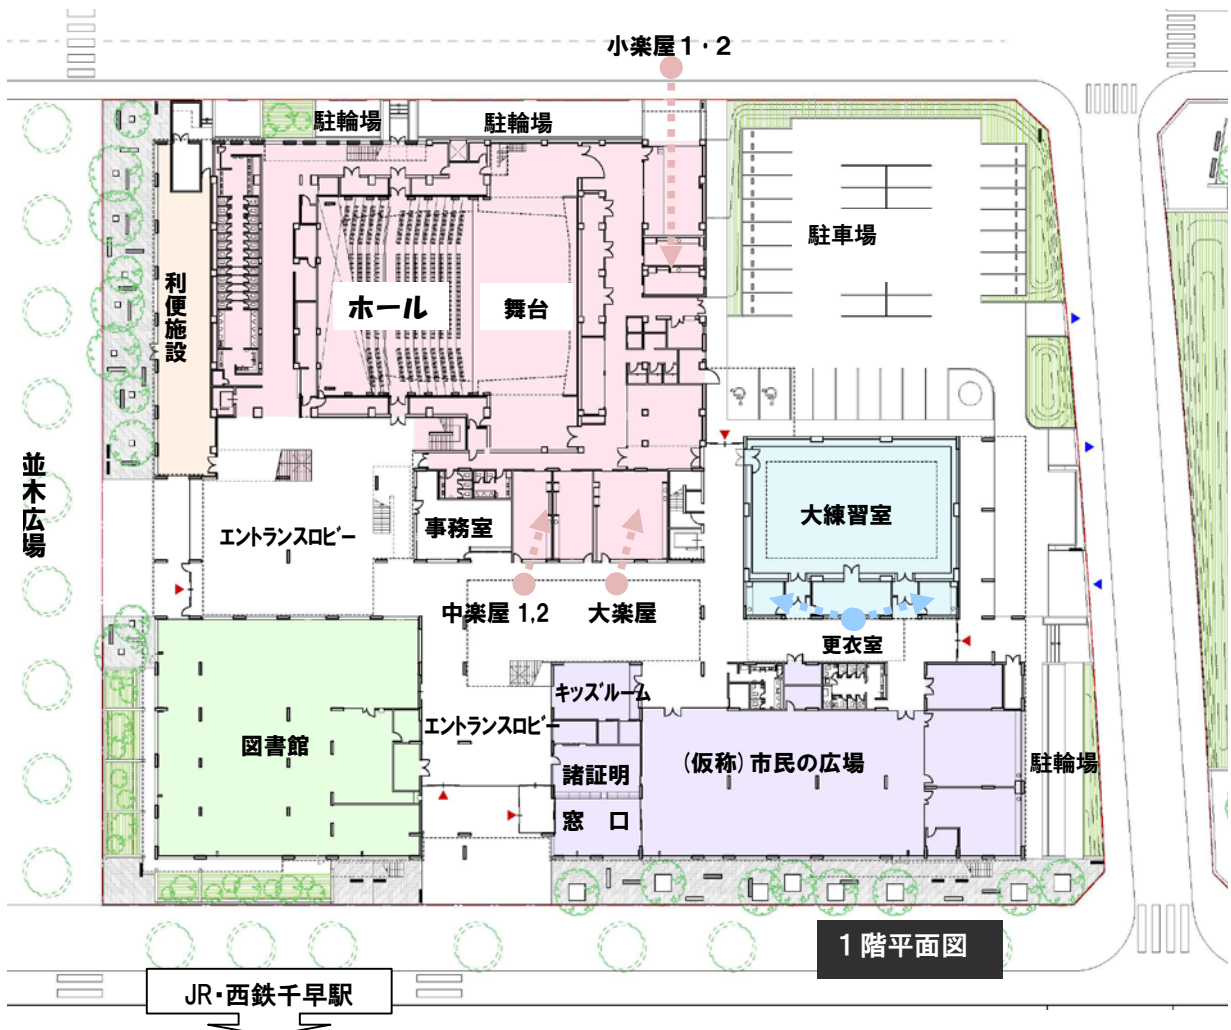 小楽屋1・2
駐輪場
駐輪場
駐車場
利便施設
ホール
舞台
並木広場
エントランスロビー
事務室
大練習室
中楽屋1,2
大楽屋
更衣室
キッズルーム
エントランスロビー
図書館
諸証明
(仮称)市民の広場
駐輪場
窓 口
1階平面図
JR・西鉄千早駅